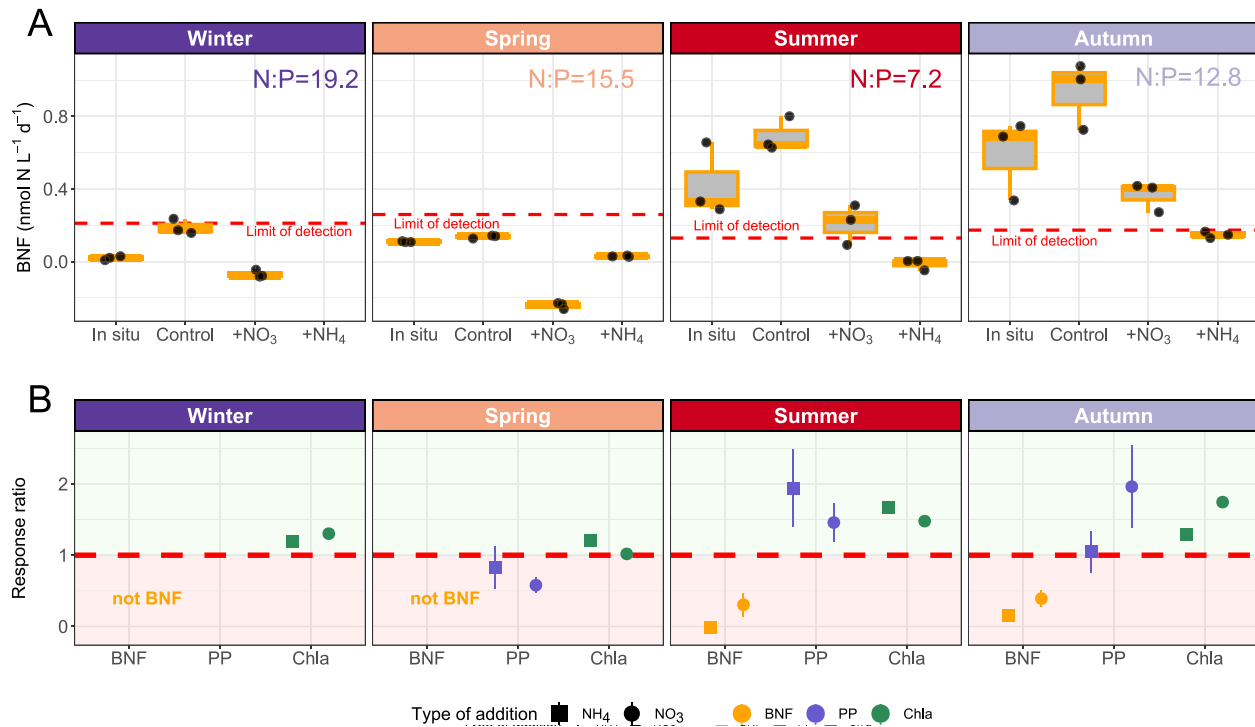 A
Winter
Spring
Summer
Autumn
N:P=19.2
N:P=15.5
N:P=7.2
N:P=12.8
BNF (nmol N L⁻¹ d⁻¹)
0.8
0.4
0.0
Limit of detection
Limit of detection
Limit of detection
Limit of detection
In situ Control +NO₃ +NH₄
In situ Control +NO₃ +NH₄
In situ Control +NO₃ +NH₄
In situ Control +NO₃ +NH₄
B
Winter
Spring
Summer
Autumn
Response ratio
2
1
0
not BNF
not BNF
BNF PP Chla
BNF PP Chla
BNF PP Chla
BNF PP Chla
Type of addition NH₄ NO₃ BNF PP Chla